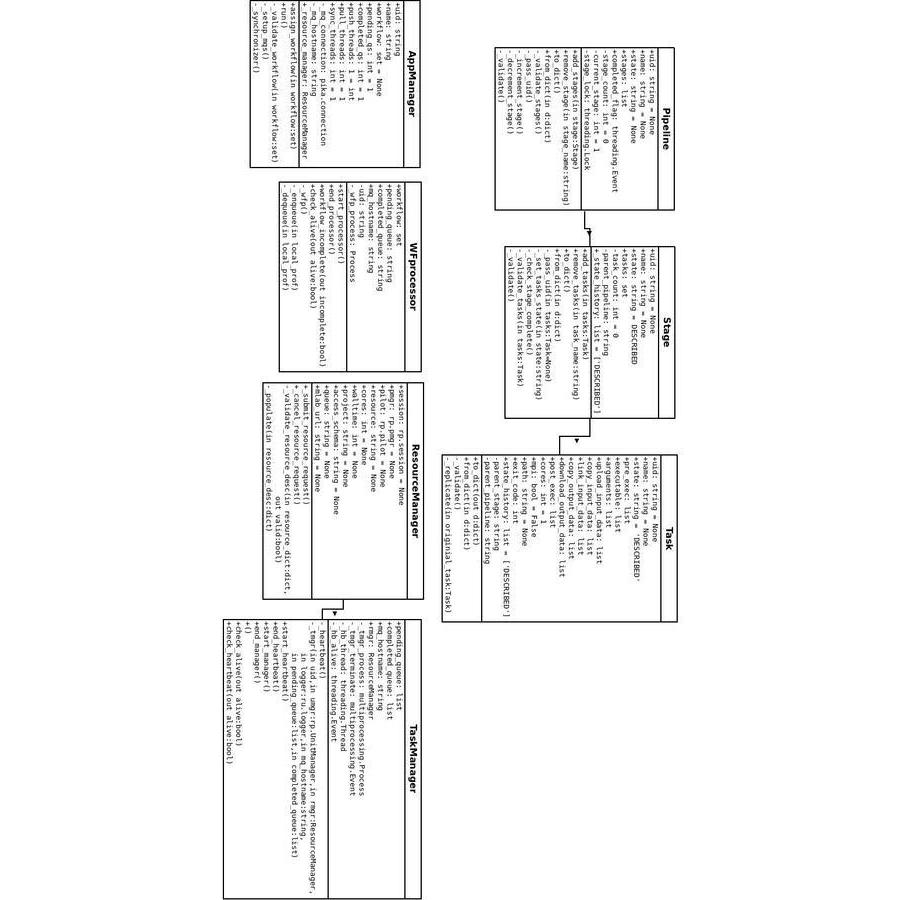 Pipeline
+uid: string = None
+name: string = None
+state: string = None
+stages: list
+completed_flag: threading.Event
-stage_count: int = 0
-current_stage: int = 1
-stage_lock: threading.Lock
+add_stages(in stage:Stage)
+remove_stage(in stage_name:string)
+to_dict()
+from_dict(in d:dict)
-_validate_stages()
-_pass_uid()
-_increment_stage()
-_decrement_stage()
-_validate()
Stage
+uid: string = None
+name: string = None
+state: string = DESCRIBED
+tasks: set
-task_count: int = 0
-parent_pipeline: string
+_state_history: list = ['DESCRIBED']
+add_tasks(in tasks:Task)
+remove_tasks(in task_name:string)
+to_dict()
+from_dict(in d:dict)
-_pass_uid(in tasks:Task=None)
-_set_tasks_state(in state:string)
-_check_stage_complete()
-_validate_tasks(in tasks:Task)
-_validate()
Task
+uid: string = None
+name: string = None
+state: string = 'DESCRIBED'
+pre_exec: list
+executable: list
+arguments: list
+upload_input_data: list
+copy_input_data: list
+link_input_data: list
+copy_output_data: list
+download_output_data: list
+post_exec: list
+cores: int = 1
+mpi: bool = False
+path: string = None
+exit_code: int
+state_history: list = ['DESCRIBED']
-parent_stage: string
-parent_pipeline: string
+to_dict(out d:dict)
+from_dict(in d:dict)
-_validate()
-_replicate(in originial_task:Task)
AppManager
+uid: string
+name: string
+workflow: set = None
+pending_qs: int = 1
+completed_qs: int = 1
+push_threads: int = 1
+pull_threads: int = 1
+sync_threads: int = 1
-_mq_connection: pika.connection
-_mq_hostname: string
+_resource_manager: ResourceManager
+assign_workflow(in workflow:set)
+run()
-_validate_workflow(in workflow:set)
-_setup_mqs()
-_synchronizer()
WFprocessor
+workflow: set
+pending_queue: string
+completed_queue: string
+mq_hostname: string
-uid: string
-_wfp_process: Process
+start_processor()
+end_processor()
+workflow_incomplete(out incomplete:bool)
+check_alive(out alive:bool)
-_wfp()
-_enqueue(in local_prof)
-_dequeue(in local_prof)
ResourceManager
+session: rp.session = None
+pmgr: rp.pmgr = None
+pilot: rp.pilot = None
+resource: string = None
+cores: int = None
+walltime: int = None
+project: string = None
+access_schema: string = None
+queue: string = None
+mlab_url: string = None
+_submit_resource_request()
+_cancel_resource_request()
-_validate_resource_desc(in resource_dict:dict,
out valid:bool)
-_populate(in resource_desc:dict)
TaskManager
+pending_queue: list
+completed_queue: list
+mq_hostname: string
+rmgr: ResourceManager
-_tmgr_process: multiprocessing.Process
-_tmgr_terminate: multiprocessing.Event
-_hb_thread: threading.Thread
-_hb_alive: threading.Event
-_heartbeat()
-_tmgr(in uid,in umgr:rp.UnitManager,in rmgr:ResourceManager,
in logger:ru.logger,in mq_hostname:string,
in pending_queue:list,in completed_queue:list)
+start_heartbeat()
+end_heartbeat()
+start_manager()
+end_manager()
+()
+check_alive(out alive:bool)
+check_heartbeat(out alive:bool)